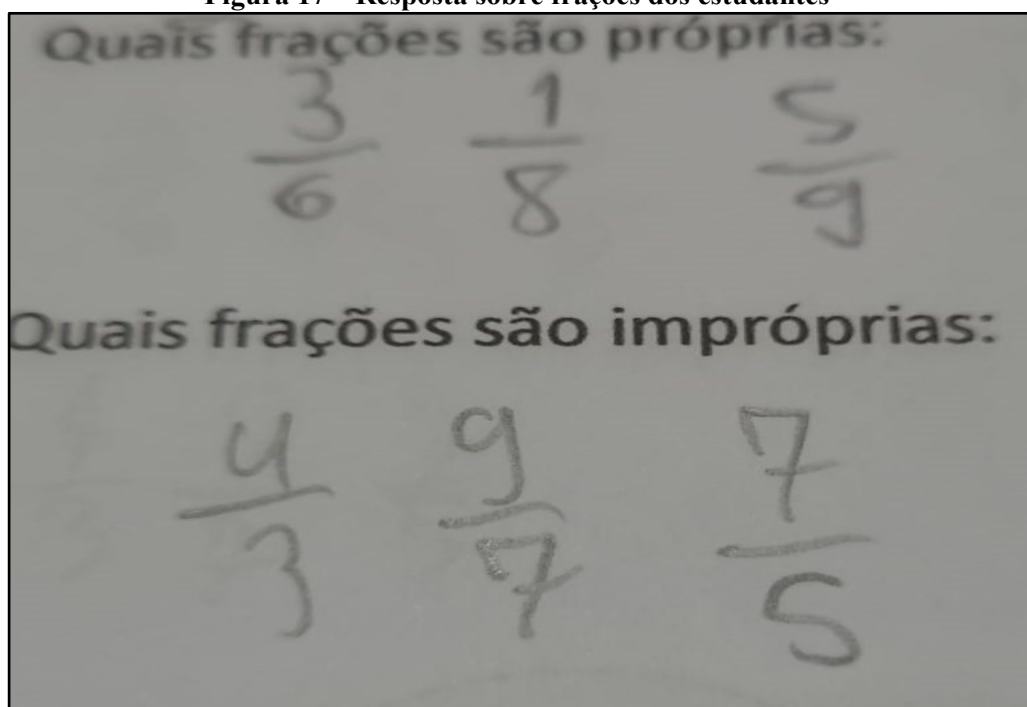 Figura 17 – Resposta sobre frações dos estudantes
Quais frações são próprias:
3/6 1/8 5/9
Quais frações são impróprias:
4/3 9/7 7/5